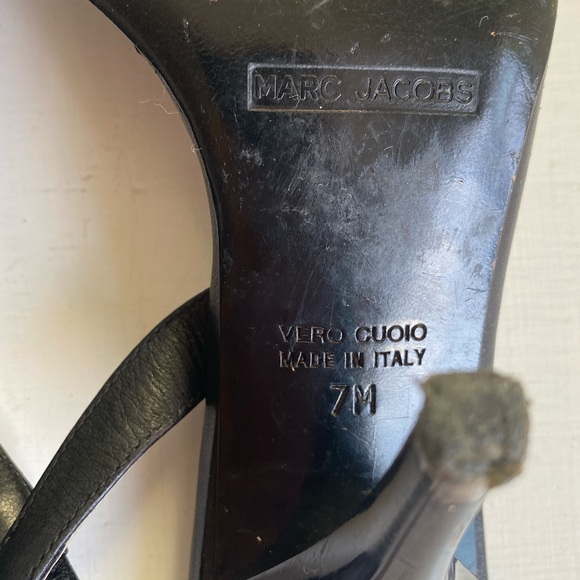 MARC JACOBS
VERO CUOIO
MADE IN ITALY
7M